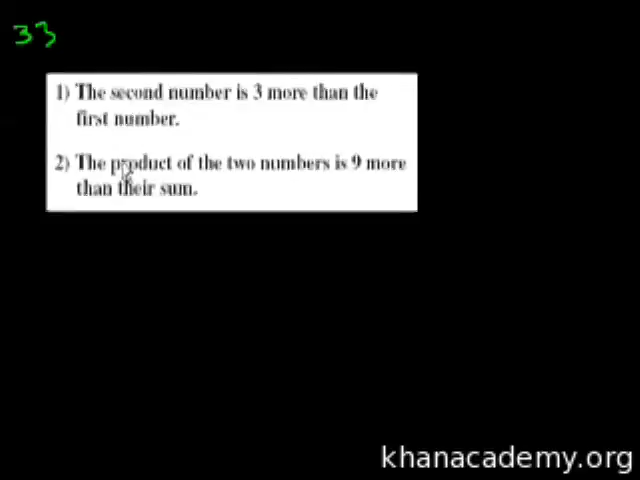 33
1) The second number is 3 more than the
first number.
2) The product of the two numbers is 9 more
than their sum.
khanacademy.org